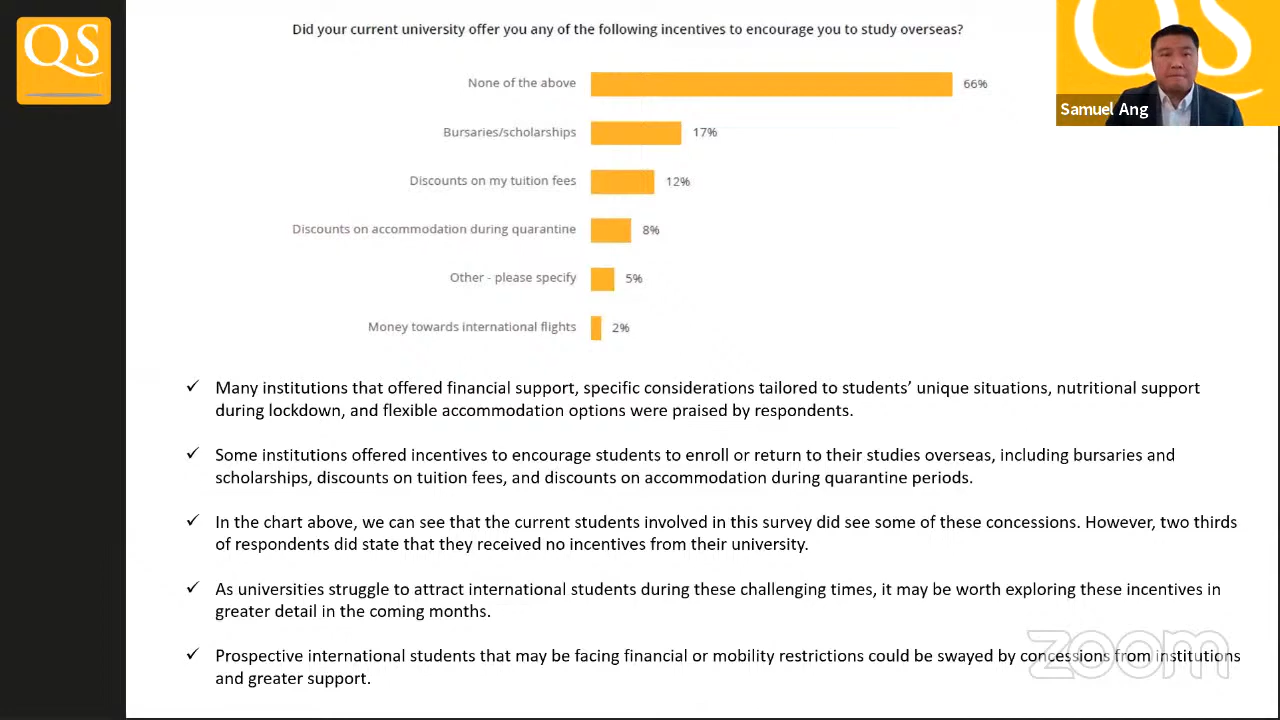 QS
Did your current university offer you any of the following incentives to encourage you to study overseas?
Samuel Ang
None of the above 66%
Bursaries/scholarships 17%
Discounts on my tuition fees 12%
Discounts on accommodation during quarantine 8%
Other - please specify 5%
Money towards international flights 2%
✓ Many institutions that offered financial support, specific considerations tailored to students’ unique situations, nutritional support
during lockdown, and flexible accommodation options were praised by respondents.
✓ Some institutions offered incentives to encourage students to enroll or return to their studies overseas, including bursaries and
scholarships, discounts on tuition fees, and discounts on accommodation during quarantine periods.
✓ In the chart above, we can see that the current students involved in this survey did see some of these concessions. However, two thirds
of respondents did state that they received no incentives from their university.
✓ As universities struggle to attract international students during these challenging times, it may be worth exploring these incentives in
greater detail in the coming months.
✓ Prospective international students that may be facing financial or mobility restrictions could be swayed by concessions from institutions
and greater support.
zoom